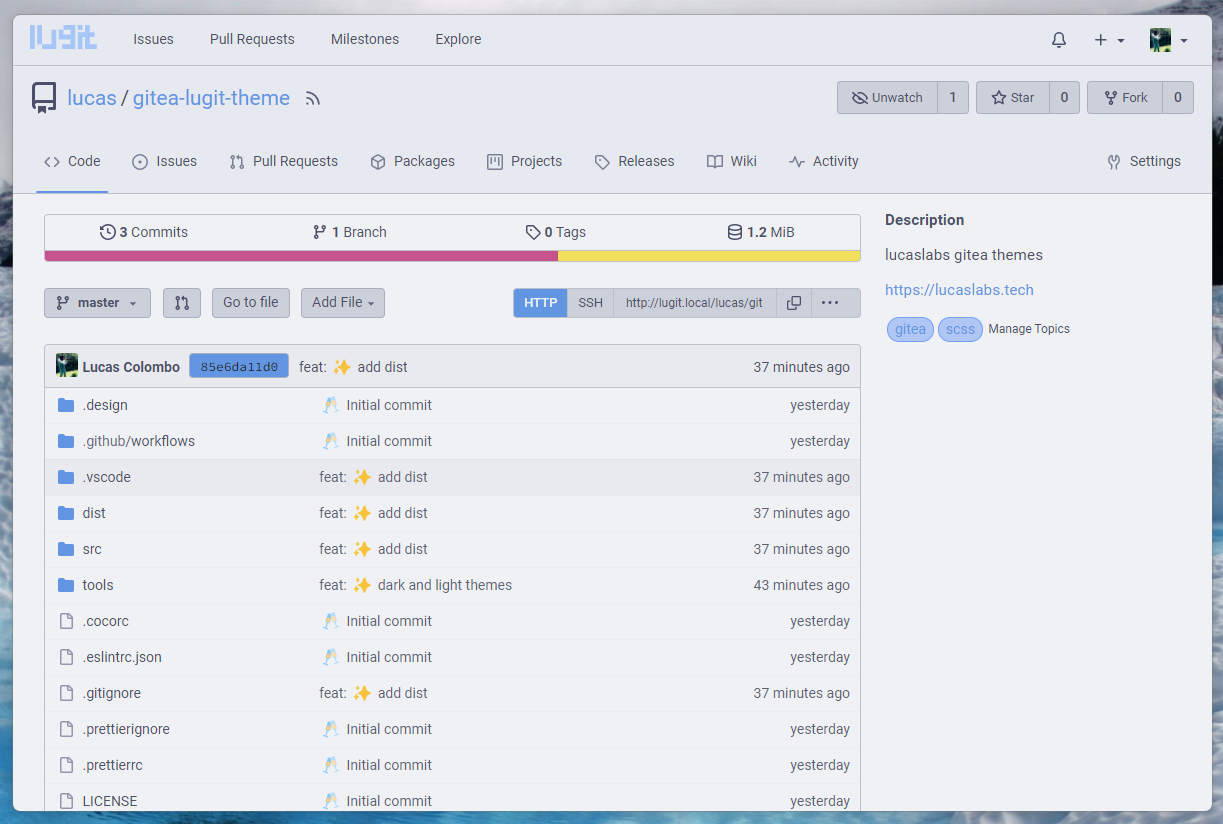 lugit Issues Pull Requests Milestones Explore
lucas / gitea-lugit-theme Unwatch 1 Star 0 Fork 0
Code Issues Pull Requests Packages Projects Releases Wiki Activity Settings
3 Commits 1 Branch 0 Tags 1.2 MiB
master Go to file Add File HTTP SSH http://lugit.local/lucas/git
Lucas Colombo 85e6da11d0 feat: ✨ add dist 37 minutes ago
.design 🥂 Initial commit yesterday
.github/workflows 🥂 Initial commit yesterday
.vscode feat: ✨ add dist 37 minutes ago
dist feat: ✨ add dist 37 minutes ago
src feat: ✨ add dist 37 minutes ago
tools feat: ✨ dark and light themes 43 minutes ago
.cocorc 🥂 Initial commit yesterday
.eslintrc.json 🥂 Initial commit yesterday
.gitignore feat: ✨ add dist 37 minutes ago
.prettierignore 🥂 Initial commit yesterday
.prettierrc 🥂 Initial commit yesterday
LICENSE 🥂 Initial commit yesterday
Description
lucaslabs gitea themes
https://lucaslabs.tech
gitea scss Manage Topics